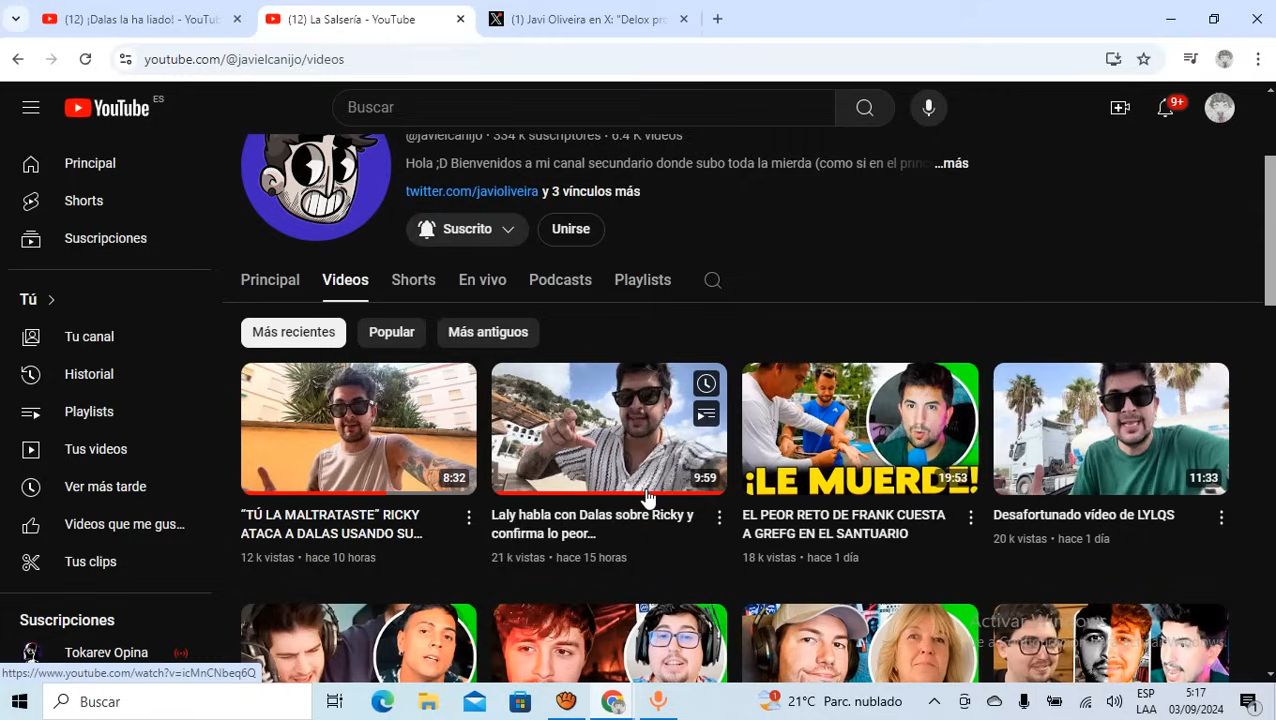 (12) ¡Dalas la ha liado! - YouTub
(12) La Salsería - YouTube
(1) Javi Oliveira en X: "Delox pro
youtube.com/@javielcanijo/videos
YouTube ES
Buscar
9+
@javielcanijo · 334 k suscriptores · 6.4 K videos
Principal
Hola ;D Bienvenidos a mi canal secundario donde subo toda la mierda (como si en el prin ...más
Shorts
twitter.com/javioliveira y 3 vínculos más
Suscripciones
Suscrito
Unirse
Principal
Videos
Shorts
En vivo
Podcasts
Playlists
Tú
Tu canal
Más recientes
Popular
Más antiguos
Historial
Playlists
Tus videos
Ver más tarde
Videos que me gus...
Tus clips
Suscripciones
Tokarev Opina
8:32
9:59
¡LE MUERDE!
19:53
11:33
"TÚ LA MALTRATASTE" RICKY
ATACA A DALAS USANDO SU...
12 k vistas · hace 10 horas
Laly habla con Dalas sobre Ricky y
confirma lo peor...
21 k vistas · hace 15 horas
EL PEOR RETO DE FRANK CUESTA
A GREFG EN EL SANTUARIO
18 k vistas · hace 1 día
Desafortunado vídeo de LYLQS
20 k vistas · hace 1 día
Activar Windows
https://www.youtube.com/watch?v=icMnCNbeq6Q
Buscar
21°C Parc. nublado
ESP
LAA
5:17
03/09/2024
1